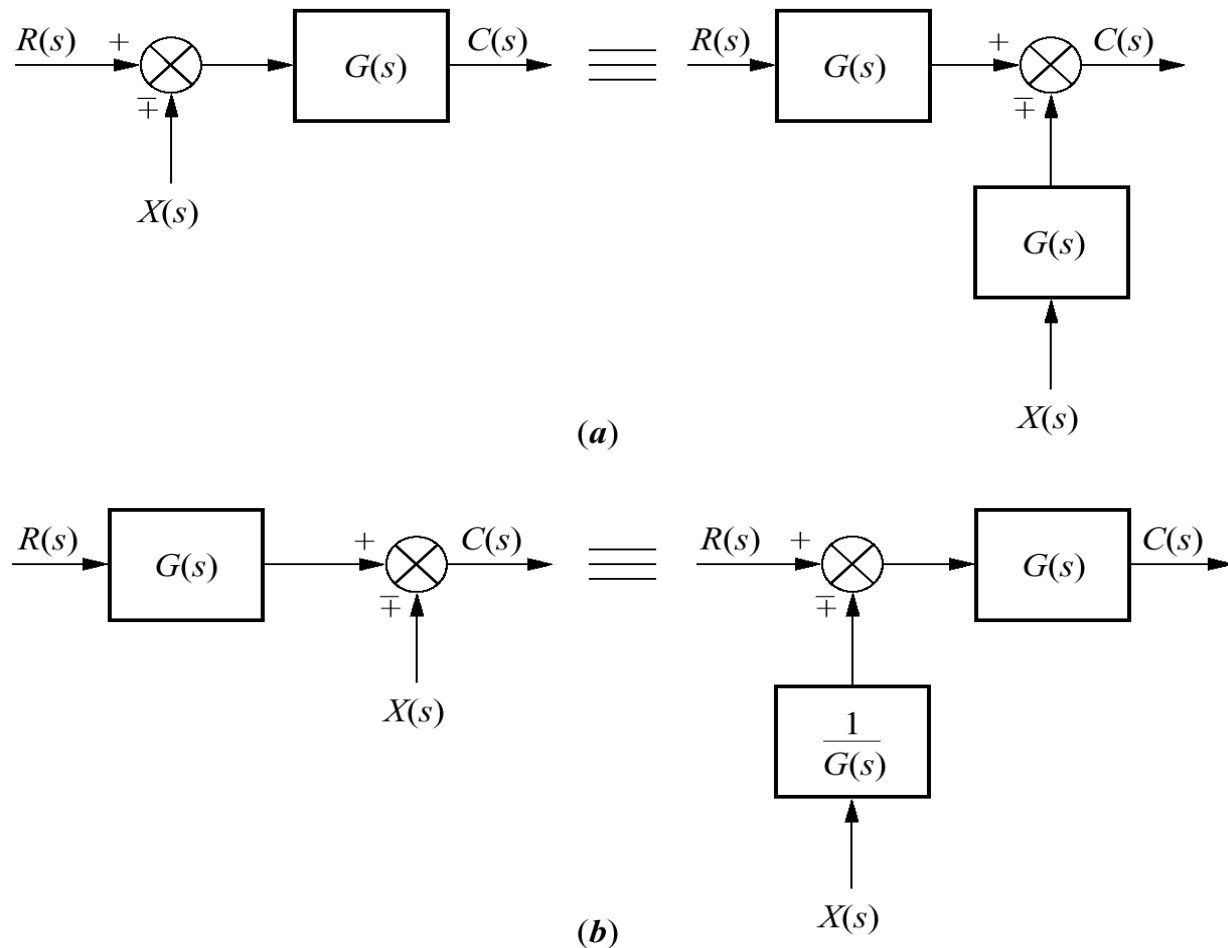 R(s) + G(s) C(s) R(s) G(s) + C(s)
∓ ∓
X(s) G(s)
X(s)
(a)
R(s) G(s) + C(s) R(s) + G(s) C(s)
∓ ∓
X(s) 1
G(s)
X(s)
(b)